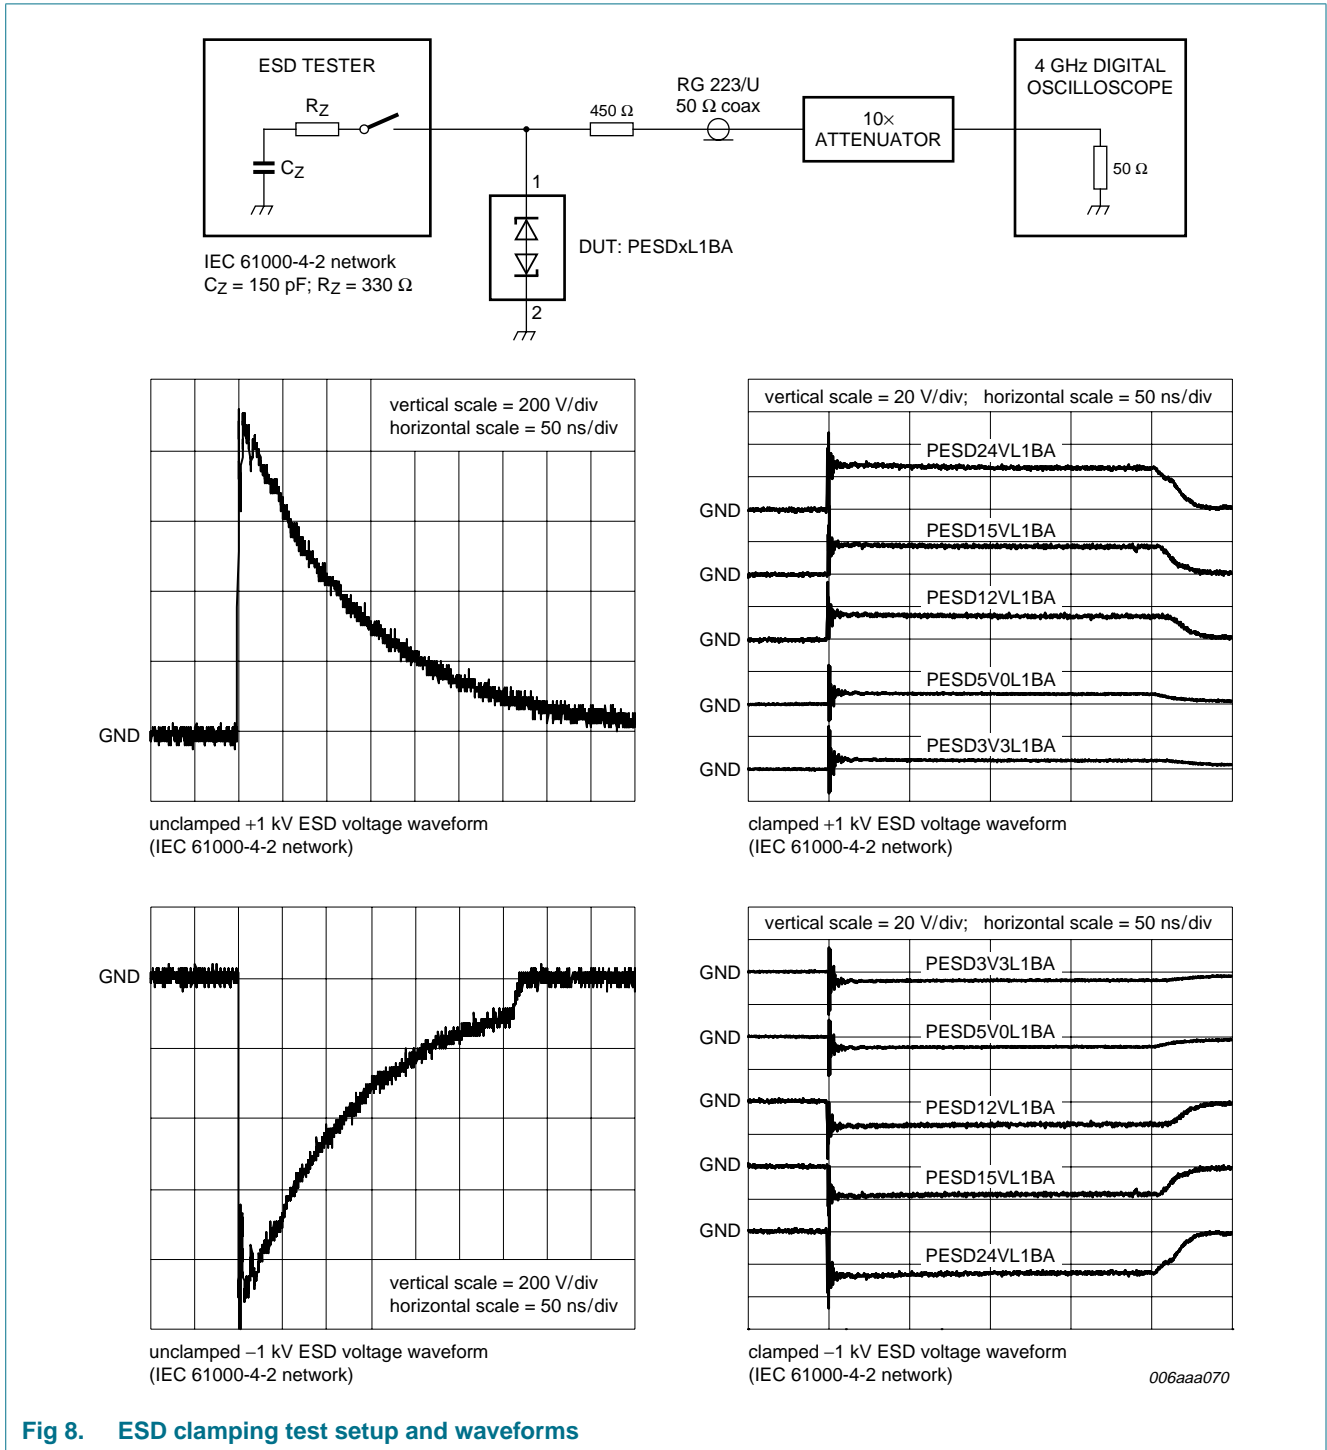 ESD TESTER
RZ
CZ
IEC 61000-4-2 network
CZ = 150 pF; RZ = 330 Ω
450 Ω
RG 223/U
50 Ω coax
10×
ATTENUATOR
4 GHz DIGITAL
OSCILLOSCOPE
50 Ω
1
DUT: PESDxL1BA
2
vertical scale = 200 V/div
horizontal scale = 50 ns/div
GND
unclamped +1 kV ESD voltage waveform
(IEC 61000-4-2 network)
vertical scale = 20 V/div; horizontal scale = 50 ns/div
PESD24VL1BA
GND
PESD15VL1BA
GND
PESD12VL1BA
GND
PESD5V0L1BA
GND
PESD3V3L1BA
GND
clamped +1 kV ESD voltage waveform
(IEC 61000-4-2 network)
GND
vertical scale = 200 V/div
horizontal scale = 50 ns/div
unclamped −1 kV ESD voltage waveform
(IEC 61000-4-2 network)
vertical scale = 20 V/div; horizontal scale = 50 ns/div
PESD3V3L1BA
GND
PESD5V0L1BA
GND
GND
PESD12VL1BA
GND
PESD15VL1BA
GND
PESD24VL1BA
clamped −1 kV ESD voltage waveform
(IEC 61000-4-2 network)
006aaa070
Fig 8. ESD clamping test setup and waveforms